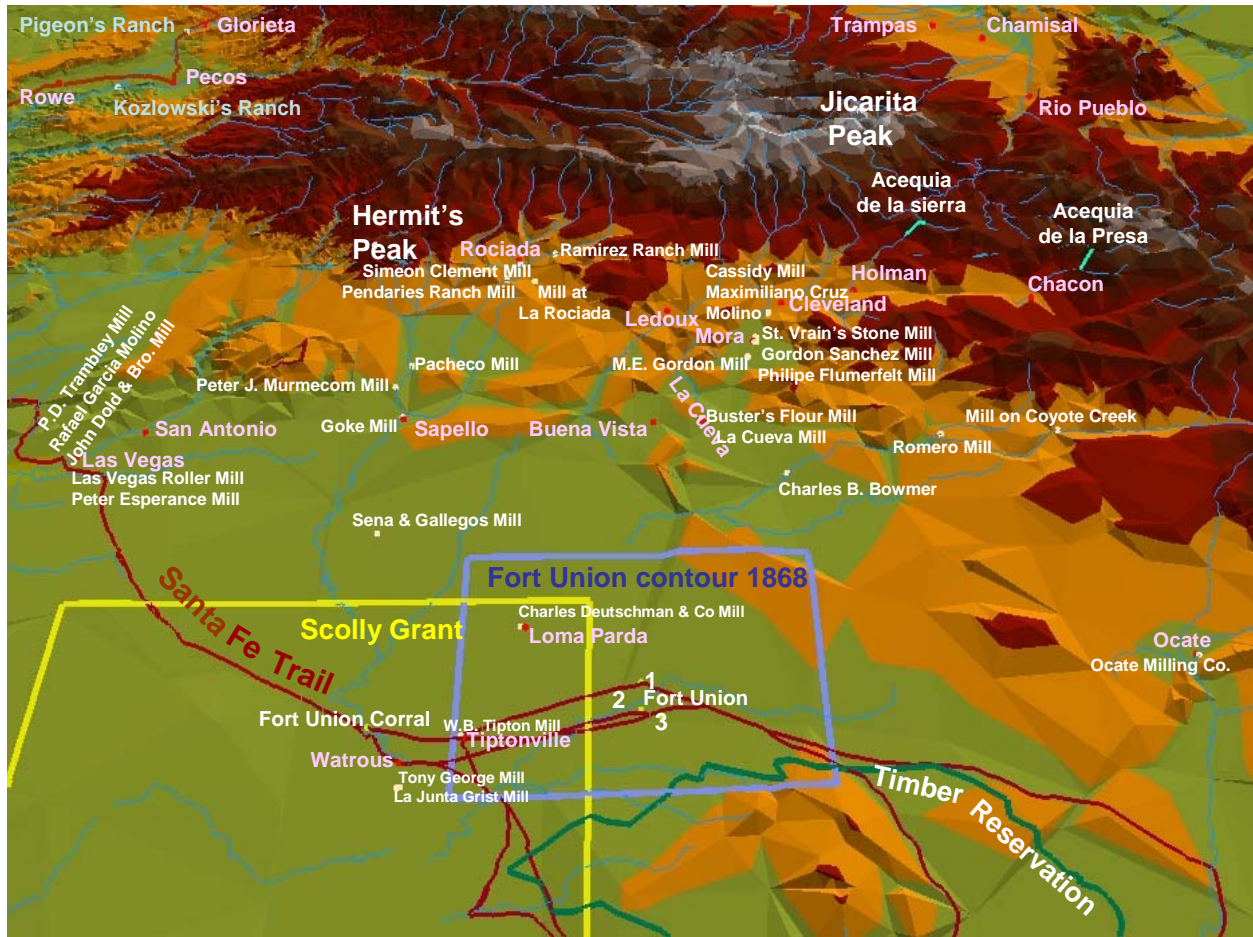 Pigeon's Ranch
Glorieta
Trampas
Chamisal
Pecos
Rowe
Kozlowski's Ranch
Jicarita
Peak
Rio Pueblo
Acequia
de la sierra
Acequia
de la Presa
Hermit's
Peak
Rociada
Ramirez Ranch Mill
Simeon Clement Mill
Pendaries Ranch Mill
Mill at
La Rociada
Cassidy Mill
Maximiliano Cruz
Molino
Holman
Cleveland
Chacon
Ledoux
Mora
St. Vrain's Stone Mill
Gordon Sanchez Mill
Philipe Flumerfelt Mill
M.E. Gordon Mill
P.D. Trambley Mill
Rafael Garcia Molino
John Dold & Bro. Mill
Pacheco Mill
Peter J. Murmecom Mill
San Antonio
Goke Mill
Sapello
Buena Vista
La Cueva
Buster's Flour Mill
La Cueva Mill
Mill on Coyote Creek
Romero Mill
Las Vegas
Las Vegas Roller Mill
Peter Esperance Mill
Charles B. Bowmer
Sena & Gallegos Mill
Fort Union contour 1868
Santa Fe Trail
Scolly Grant
Charles Deutschman & Co Mill
Loma Parda
Ocate
Ocate Milling Co.
1
2
Fort Union
3
Fort Union Corral
W.B. Tipton Mill
Tiptonville
Watrous
Tony George Mill
La Junta Grist Mill
Timber Reservation